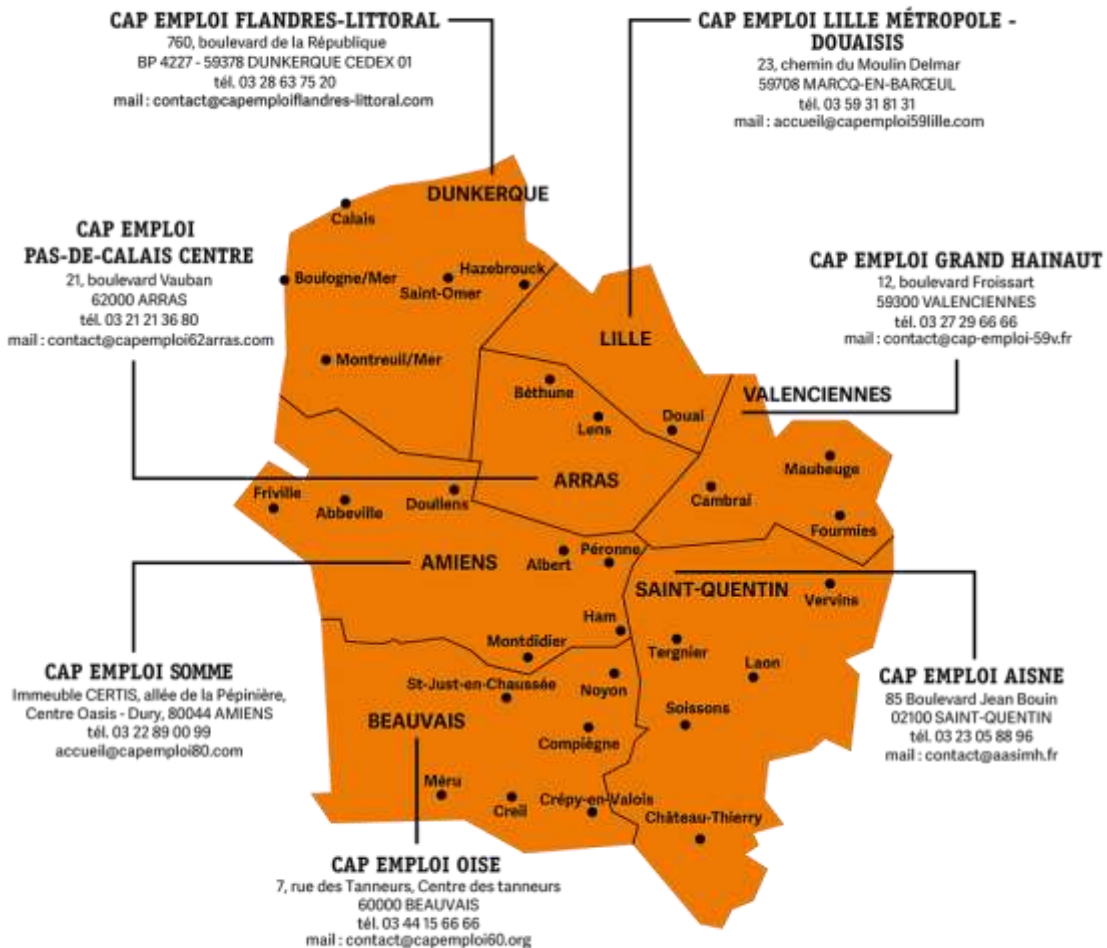 CAP EMPLOI FLANDRES-LITTORAL
760, boulevard de la République
BP 4227 - 59378 DUNKERQUE CEDEX 01
tél. 03 28 63 75 20
mail : contact@capemploiflandres-littoral.com
CAP EMPLOI LILLE MÉTROPOLE -
DOUAISIS
23, chemin du Moulin Delmar
59708 MARCQ-EN-BARŒUL
tél. 03 59 31 81 31
mail : accueil@capemploi59lille.com
CAP EMPLOI
PAS-DE-CALAIS CENTRE
21, boulevard Vauban
62000 ARRAS
tél. 03 21 21 36 80
mail : contact@capemploi62arras.com
CAP EMPLOI GRAND HAINAUT
12, boulevard Froissart
59300 VALENCIENNES
tél. 03 27 29 66 66
mail : contact@cap-emploi-59v.fr
DUNKERQUE
Calais
Boulogne/Mer
Hazebrouck
Saint-Omer
Montreuil/Mer
LILLE
Béthune
Lens
Douai
VALENCIENNES
ARRAS
Maubeuge
Cambrai
Fourmies
Friville
Abbeville
Doullens
AMIENS
Albert
Péronne
SAINT-QUENTIN
Vervins
Ham
Montdidier
Tergnier
Laon
St-Just-en-Chaussée
Noyon
Soissons
BEAUVAIS
Compiègne
Méru
Creil
Crépy-en-Valois
Château-Thierry
CAP EMPLOI SOMME
Immeuble CERTIS, allée de la Pépinière,
Centre Oasis - Dury, 80044 AMIENS
tél. 03 22 89 00 99
accueil@capemploi80.com
CAP EMPLOI AISNE
85 Boulevard Jean Bouin
02100 SAINT-QUENTIN
tél. 03 23 05 88 96
mail : contact@aasimh.fr
CAP EMPLOI OISE
7, rue des Tanneurs, Centre des tanneurs
60000 BEAUVAIS
tél. 03 44 15 66 66
mail : contact@capemploi60.org